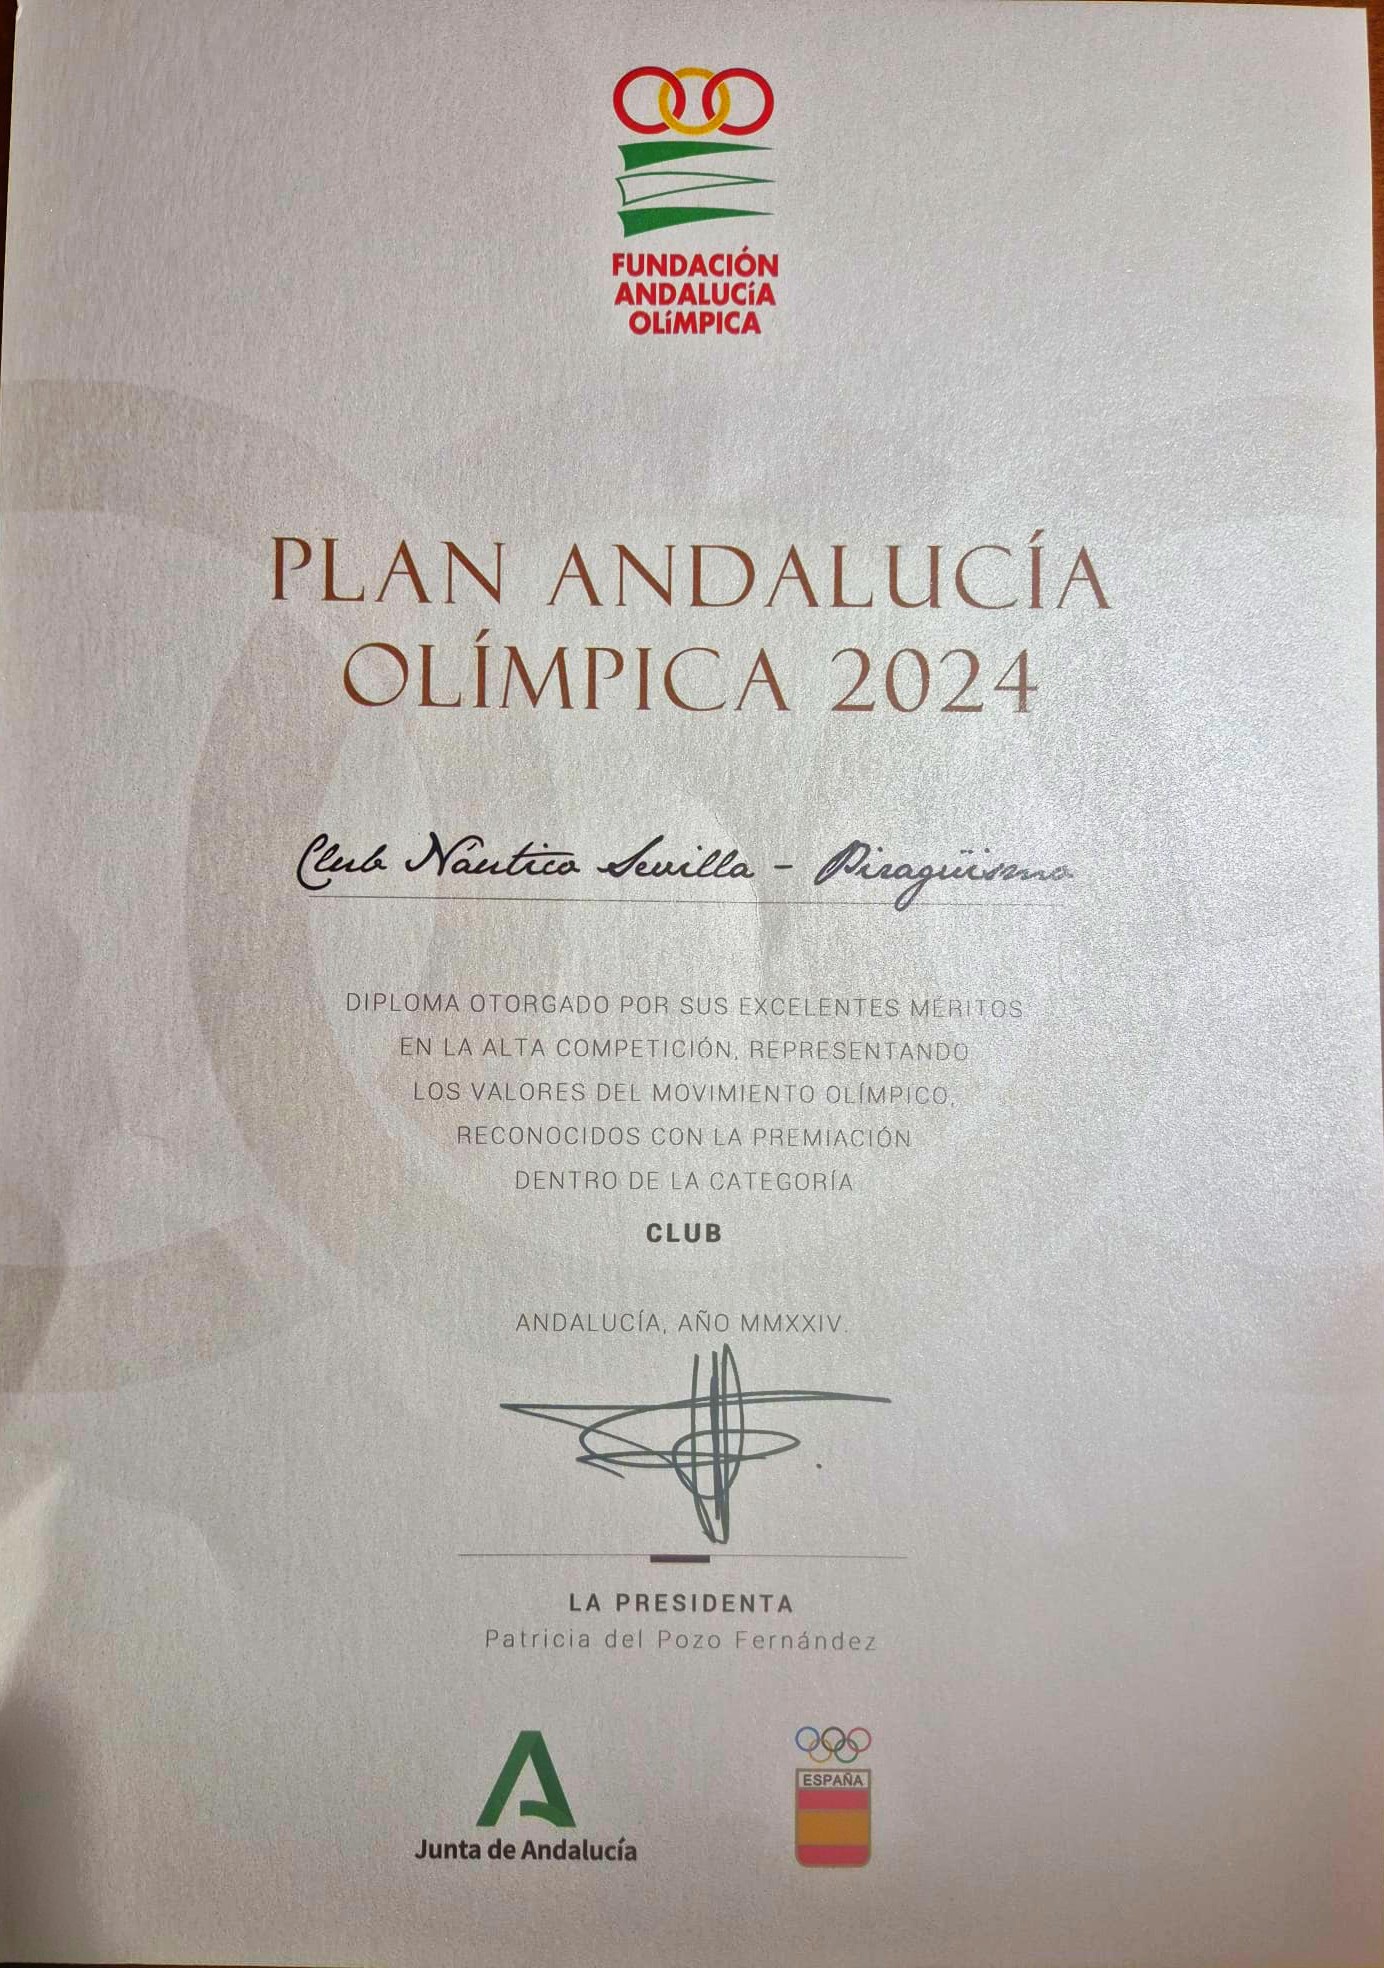 FUNDACIÓN
ANDALUCíA
OLíMPICA
PLAN ANDALUCÍA
OLÍMPICA 2024
Club Náutico Sevilla - Piragüismo
DIPLOMA OTORGADO POR SUS EXCELENTES MÉRITOS
EN LA ALTA COMPETICIÓN, REPRESENTANDO
LOS VALORES DEL MOVIMIENTO OLÍMPICO,
RECONOCIDOS CON LA PREMIACIÓN
DENTRO DE LA CATEGORÍA
CLUB
ANDALUCÍA, AÑO MMXXIV.
LA PRESIDENTA
Patricia del Pozo Fernández
ESPAÑA
Junta de Andalucía